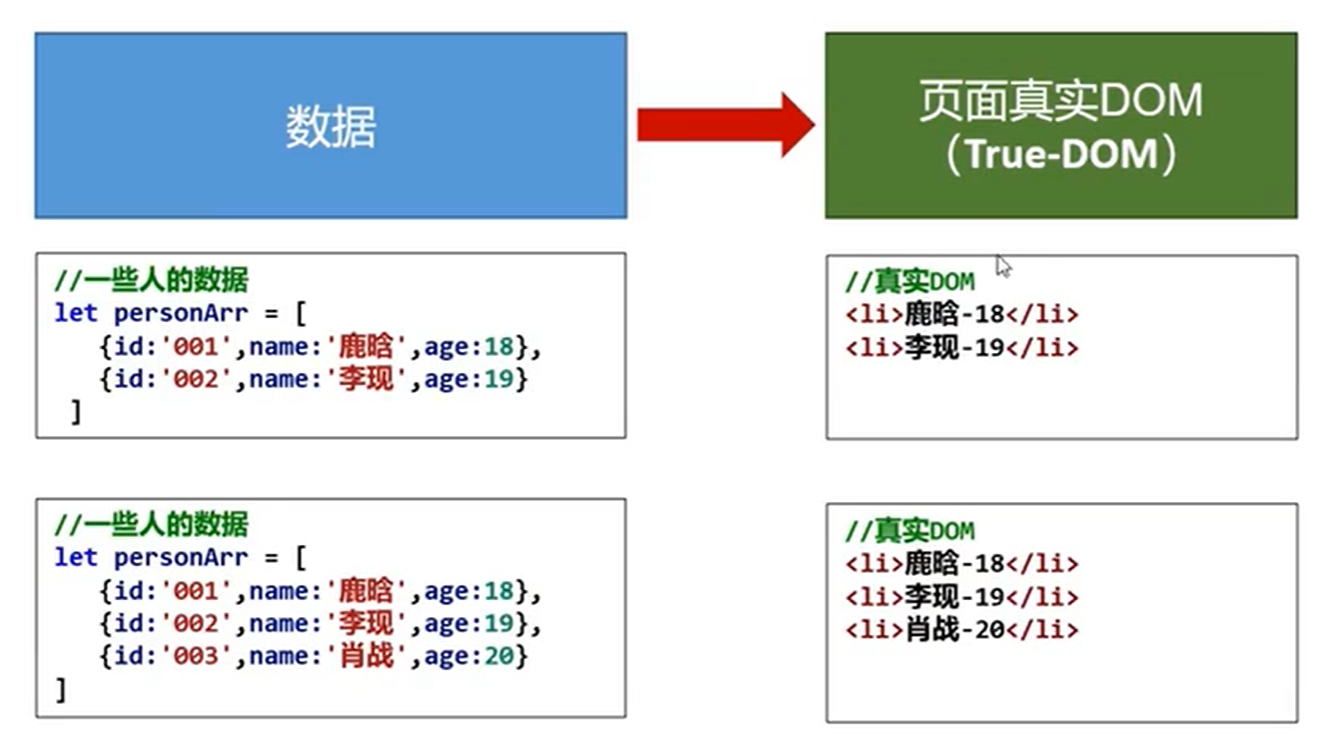 数据
页面真实DOM
（True-DOM）
//一些人的数据
let personArr = [
{id:'001',name:'鹿晗',age:18},
{id:'002',name:'李现',age:19}
]
//真实DOM
<li>鹿晗-18</li>
<li>李现-19</li>
//一些人的数据
let personArr = [
{id:'001',name:'鹿晗',age:18},
{id:'002',name:'李现',age:19},
{id:'003',name:'肖战',age:20}
]
//真实DOM
<li>鹿晗-18</li>
<li>李现-19</li>
<li>肖战-20</li>